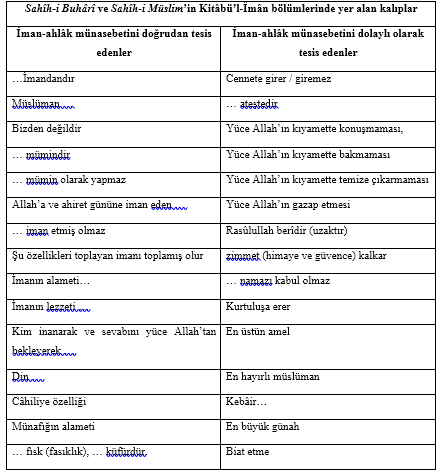 Sahîh-i Buhârî ve Sahîh-i Müslim'in Kitâbü'l-Îmân bölümlerinde yer alan kalıplar
İman-ahlâk münasebetini doğrudan tesis edenler
İman-ahlâk münasebetini dolaylı olarak tesis edenler
…İmandandır
Cennete girer / giremez
Müslüman…
… ateştedir
Bizden değildir
Yüce Allah'ın kıyamette konuşmaması,
… mümindir
Yüce Allah'ın kıyamette bakmaması
… mümin olarak yapmaz
Yüce Allah'ın kıyamette temize çıkarmaması
Allah'a ve ahiret gününe iman eden…
Yüce Allah'ın gazap etmesi
… iman etmiş olmaz
Rasûlullah berîdir (uzaktır)
Şu özellikleri toplayan imanı toplamış olur
zimmet (himaye ve güvence) kalkar
İmanın alameti…
… namazı kabul olmaz
İmanın lezzeti…
Kurtuluşa erer
Kim inanarak ve sevabını yüce Allah'tan
bekleyerek…
En üstün amel
Din…
En hayırlı müslüman
Câhiliye özelliği
Kebâir…
Münafığın alameti
En büyük günah
… fısk (fasıklık), … küfürdür.
Biat etme